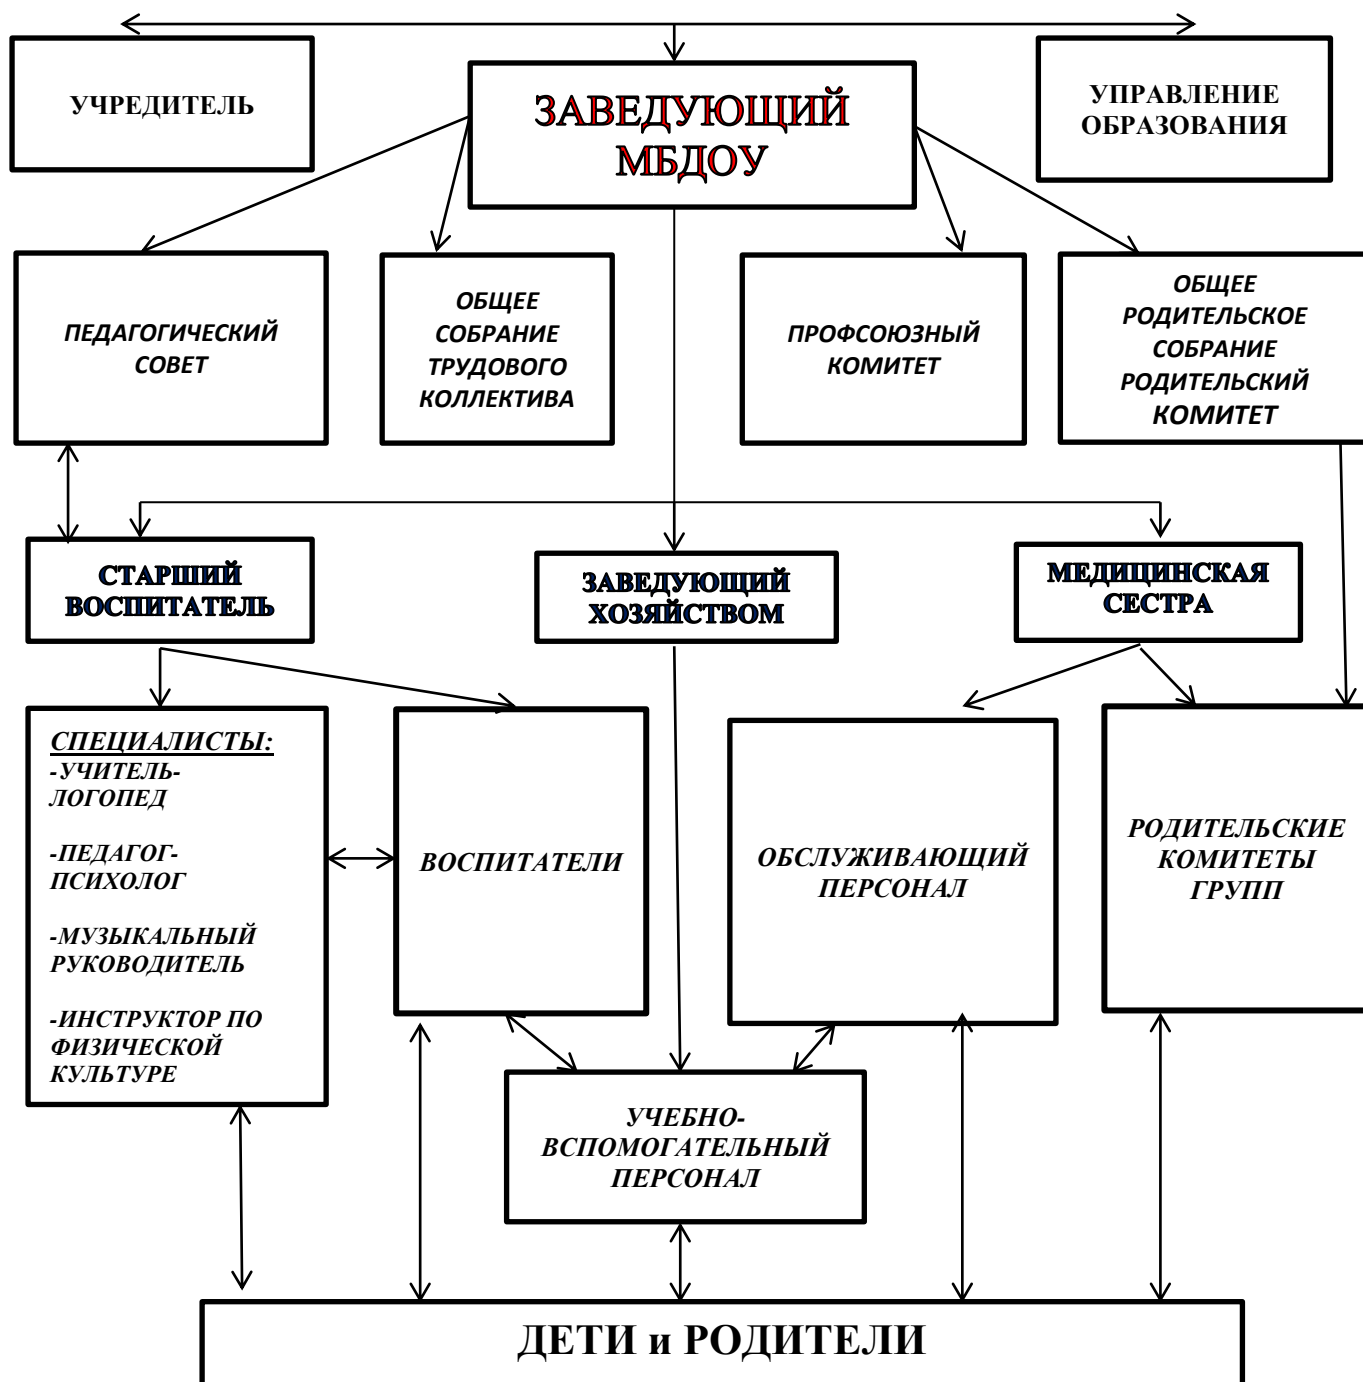 УЧРЕДИТЕЛЬ
ЗАВЕДУЮЩИЙ
МБДОУ
УПРАВЛЕНИЕ
ОБРАЗОВАНИЯ
ПЕДАГОГИЧЕСКИЙ
СОВЕТ
ОБЩЕЕ
СОБРАНИЕ
ТРУДОВОГО
КОЛЛЕКТИВА
ПРОФСОЮЗНЫЙ
КОМИТЕТ
ОБЩЕЕ
РОДИТЕЛЬСКОЕ
СОБРАНИЕ
РОДИТЕЛЬСКИЙ
КОМИТЕТ
СТАРШИЙ
ВОСПИТАТЕЛЬ
ЗАВЕДУЮЩИЙ
ХОЗЯЙСТВОМ
МЕДИЦИНСКАЯ
СЕСТРА
СПЕЦИАЛИСТЫ:
-УЧИТЕЛЬ-
ЛОГОПЕД
-ПЕДАГОГ-
ПСИХОЛОГ
-МУЗЫКАЛЬНЫЙ
РУКОВОДИТЕЛЬ
-ИНСТРУКТОР ПО
ФИЗИЧЕСКОЙ
КУЛЬТУРЕ
ВОСПИТАТЕЛИ
ОБСЛУЖИВАЮЩИЙ
ПЕРСОНАЛ
РОДИТЕЛЬСКИЕ
КОМИТЕТЫ
ГРУПП
УЧЕБНО-
ВСПОМОГАТЕЛЬНЫЙ
ПЕРСОНАЛ
ДЕТИ и РОДИТЕЛИ